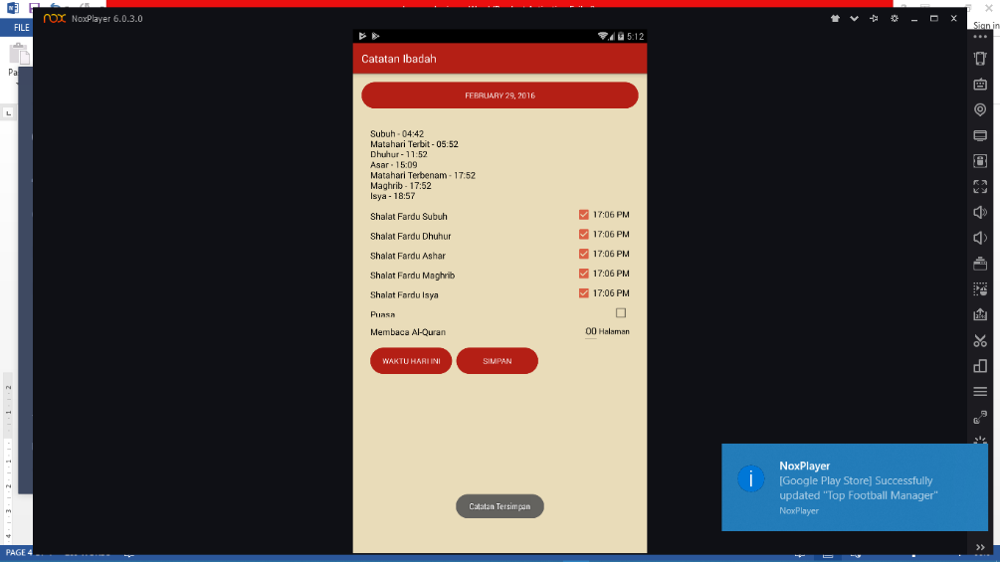 NoxPlayer 6.0.3.0
FILE
Sign in
5:12
Catatan Ibadah
FEBRUARY 29, 2016
Subuh - 04:42
Matahari Terbit - 05:52
Dhuhur - 11:52
Asar - 15:09
Matahari Terbenam - 17:52
Maghrib - 17:52
Isya - 18:57
Shalat Fardu Subuh 17:06 PM
Shalat Fardu Dhuhur 17:06 PM
Shalat Fardu Ashar 17:06 PM
Shalat Fardu Maghrib 17:06 PM
Shalat Fardu Isya 17:06 PM
Puasa
Membaca Al-Quran 00 Halaman
WAKTU HARI INI SIMPAN
NoxPlayer
[Google Play Store] Successfully
updated "Top Football Manager"
NoxPlayer
Catatan Tersimpan
PAGE 4